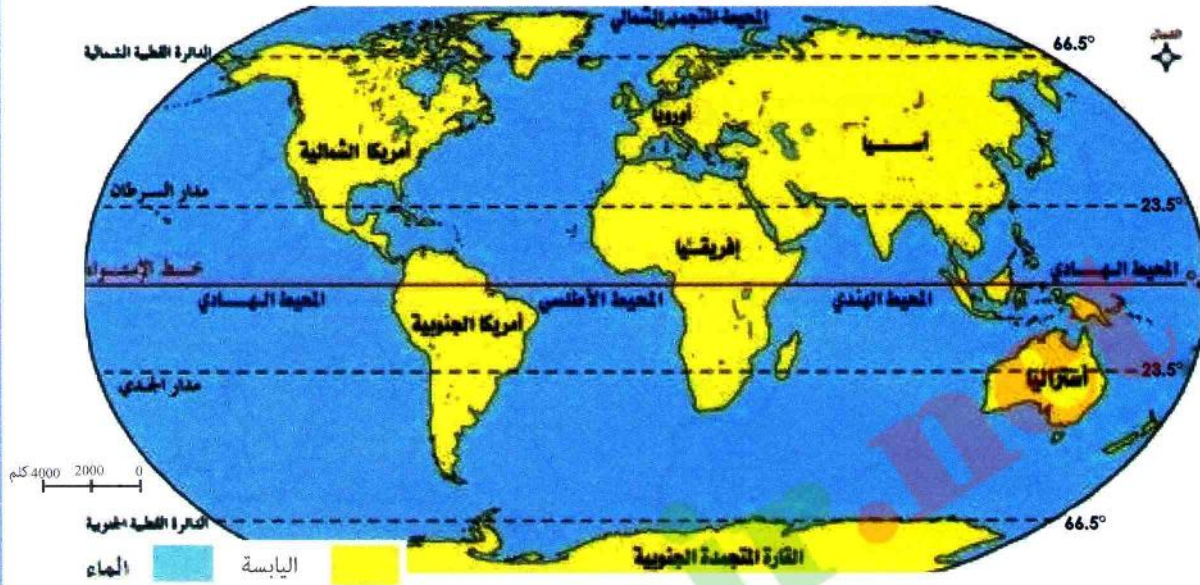 المحيط المتجمد الشمالي
الشمال
الدائرة القطبية الشمالية
66.5°
أوروبا
آسيا
أمريكا الشمالية
مدار السرطان
23.5°
إفريقيا
خط الإستواء
المحيط الهادي
المحيط الهندي
المحيط الأطلسي
المحيط الهادي
أمريكا الجنوبية
مدار الجدي
23.5°
أستراليا
0 2000 4000 كلم
الدائرة القطبية الجنوبية
66.5°
القارة المتجمدة الجنوبية
اليابسة
الماء